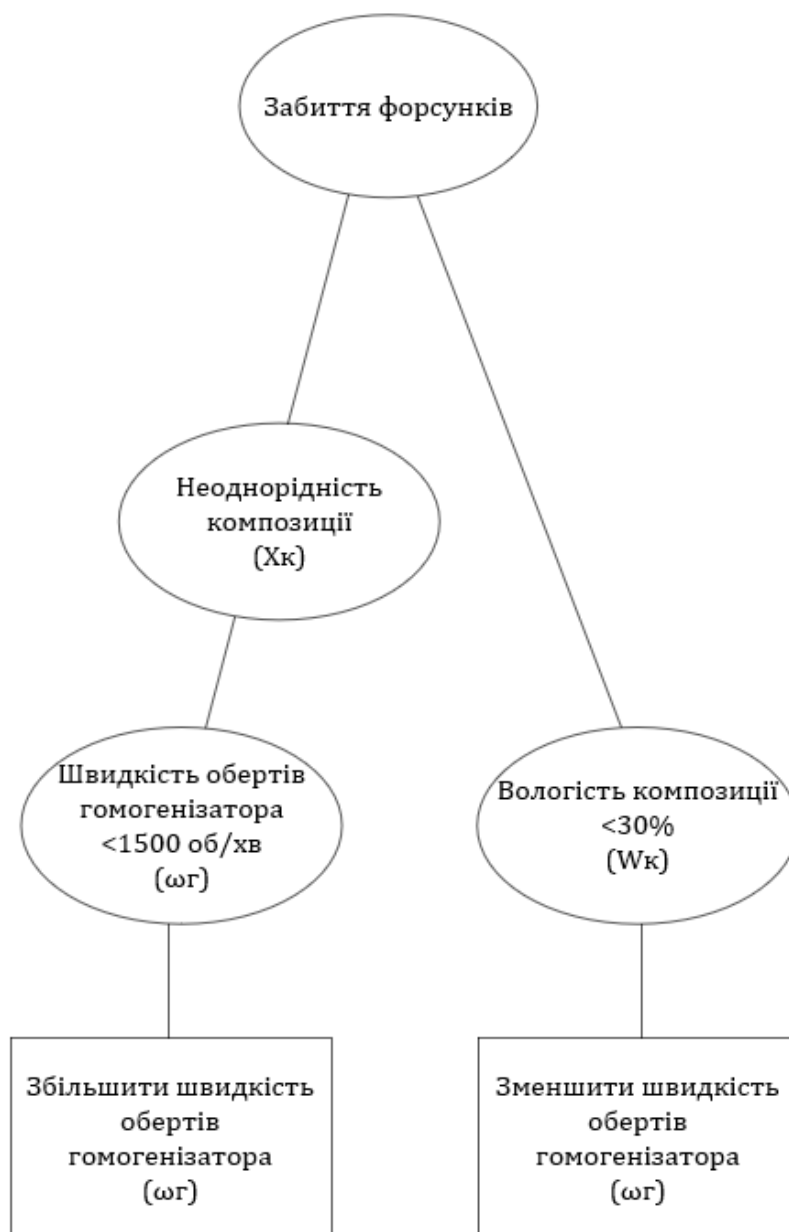 Забиття форсунків
Неоднорідність
композиції
(Хк)
Швидкість обертів
гомогенізатора
<1500 об/хв
(ωг)
Вологість композиції
<30%
(Wк)
Збільшити швидкість
обертів
гомогенізатора
(ωг)
Зменшити швидкість
обертів
гомогенізатора
(ωг)